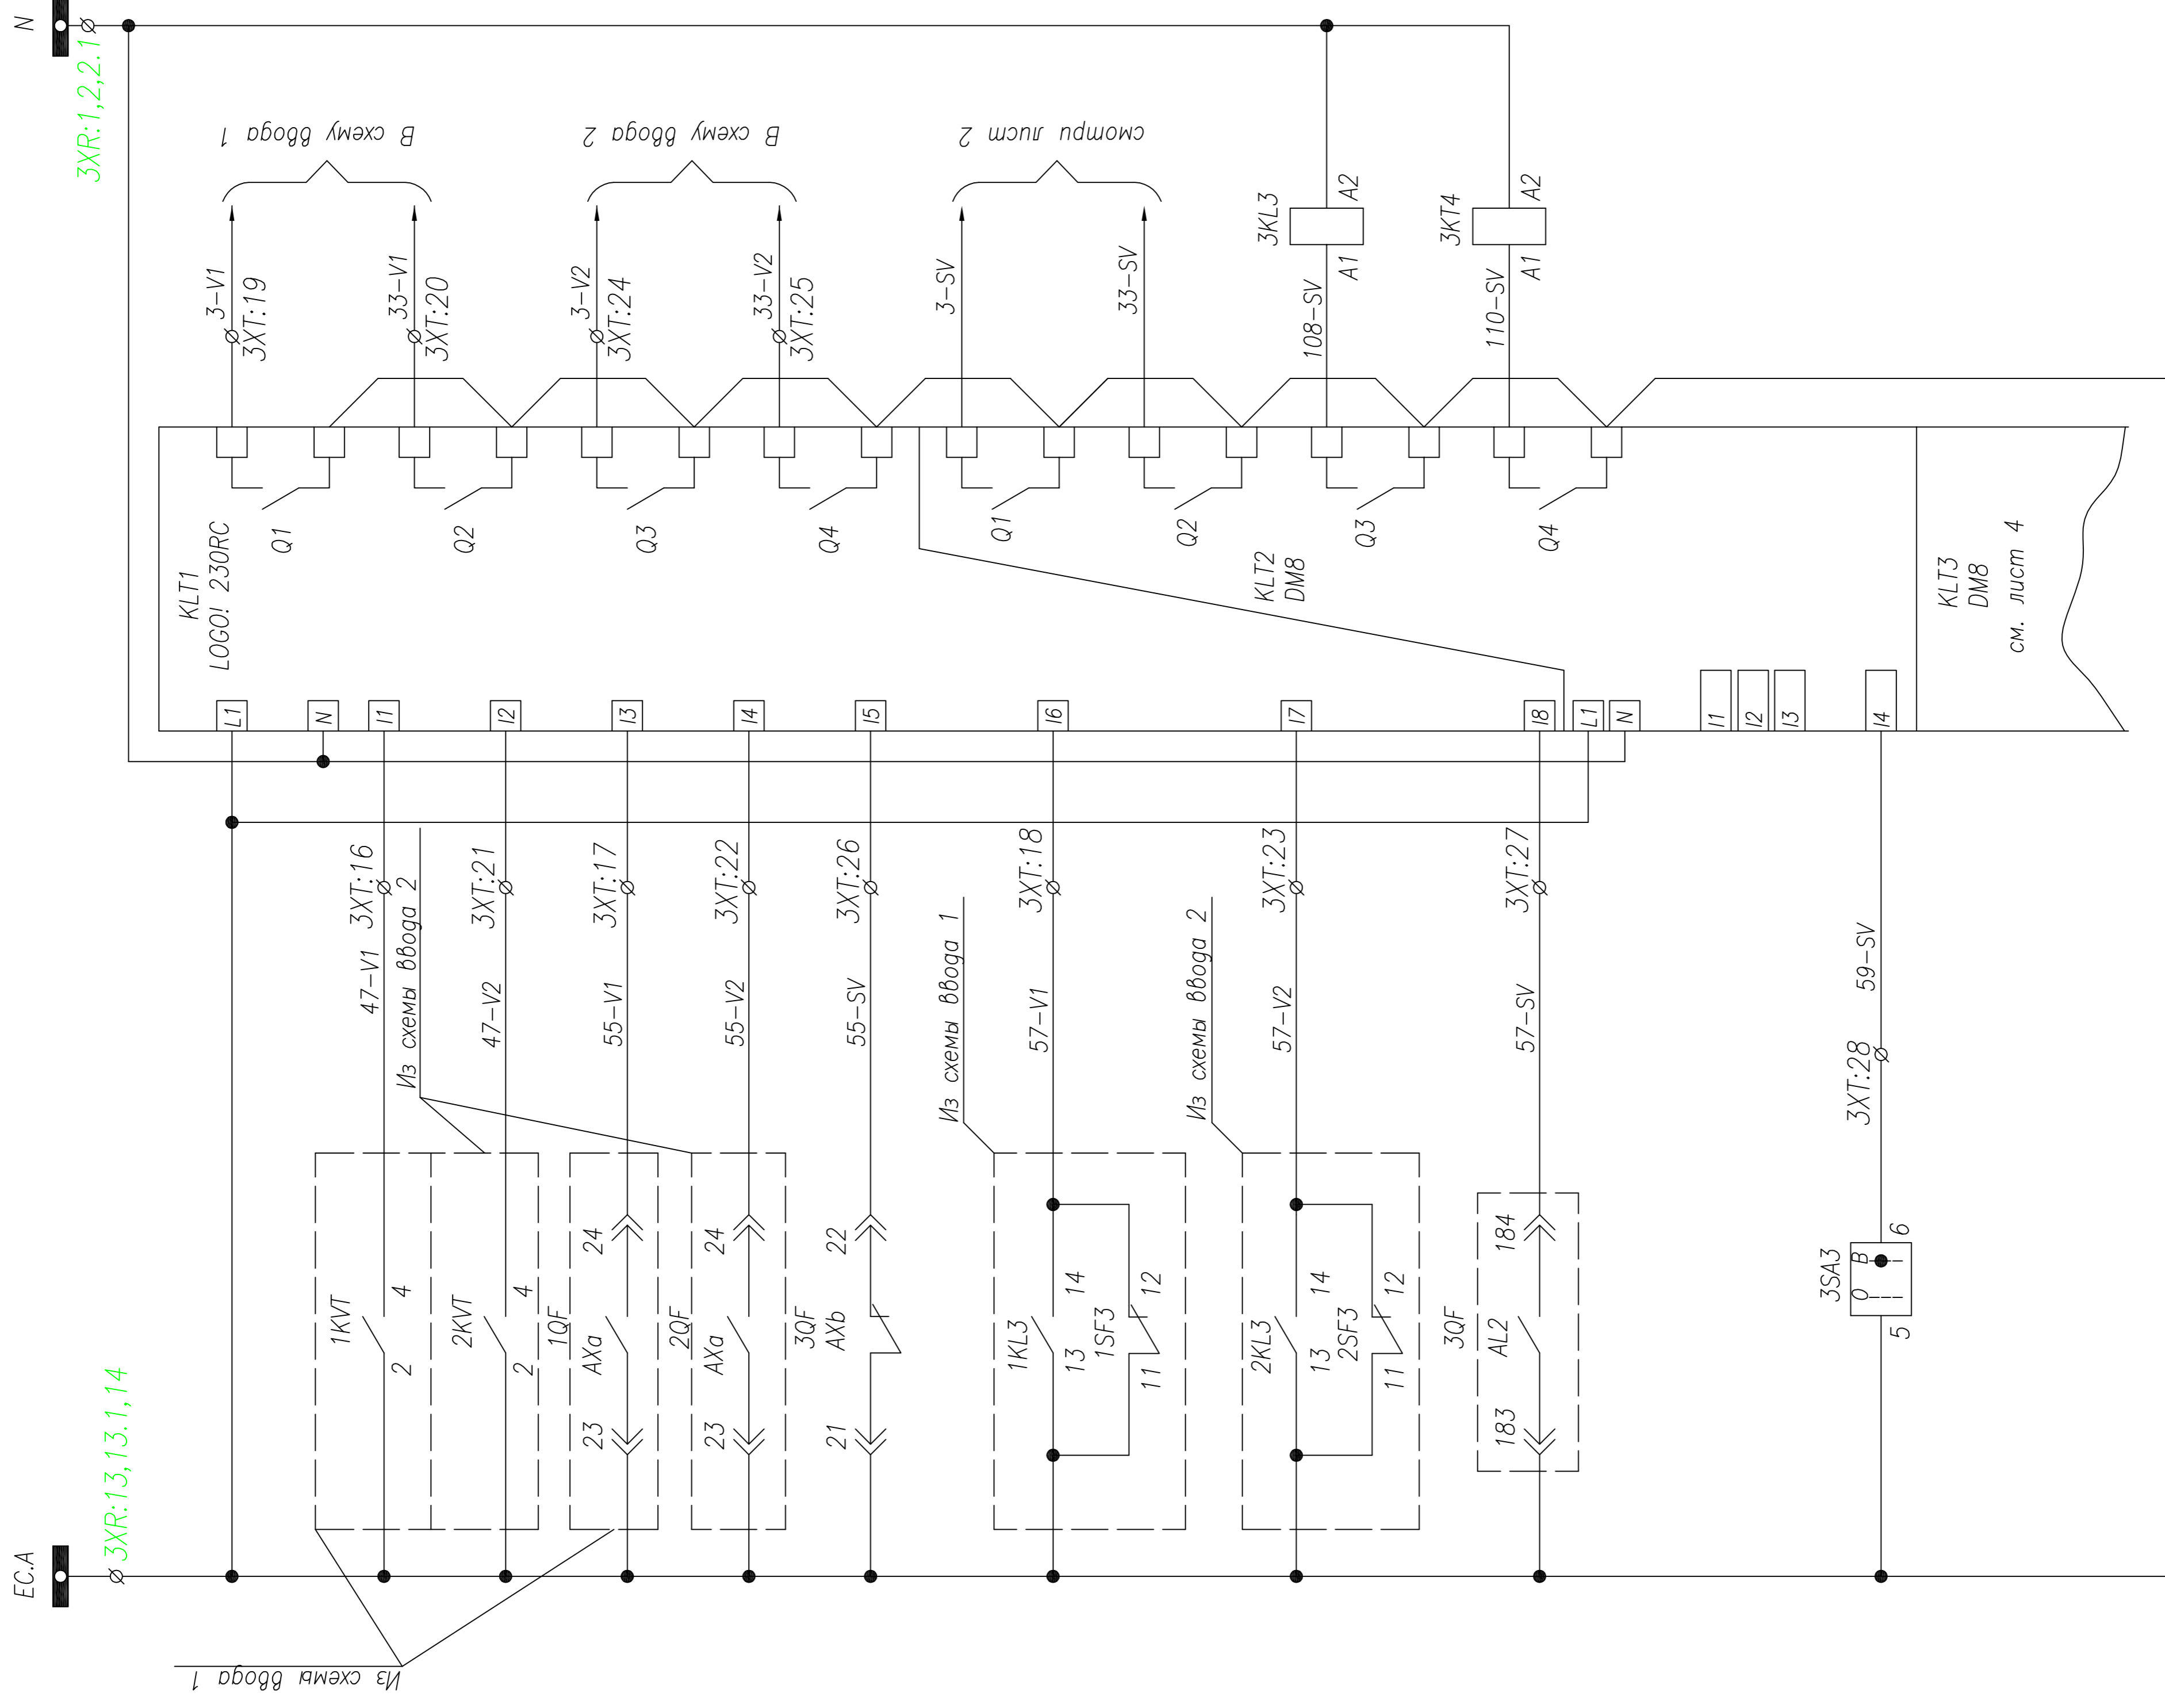 N
3XR:1,2,2.1
В схему ввода 1
В схему ввода 2
смотри лист 2
3-V1
3XT:19
33-V1
3XT:20
3-V2
3XT:24
33-V2
3XT:25
3-SV
33-SV
3KL3
A2
A1
108-SV
3KT4
A2
A1
110-SV
Q1
Q2
Q3
Q4
Q1
Q2
Q3
Q4
KLT1
LOGO! 230RC
KLT2
DM8
KLT3
DM8
см. лист 4
L1
N
I1
I2
I3
I4
I5
I6
I7
I8
L1
N
I1
I2
I3
I4
47-V1 3XT:16
Из схемы ввода 2
47-V2
3XT:21
55-V1
3XT:17
55-V2
3XT:22
55-SV
3XT:26
Из схемы ввода 1
57-V1
3XT:18
Из схемы ввода 2
57-V2
3XT:23
57-SV
3XT:27
3XT:28
59-SV
1KVT
2
4
2KVT
2
4
1QF
AXa
23
24
2QF
AXa
23
24
3QF
AXb
21
22
1KL3
13
14
1SF3
11
12
2KL3
13
14
2SF3
11
12
3QF
AL2
183
184
3SA3
O B
5
6
EC.A
3XR:13,13.1,14
Из схемы ввода 1